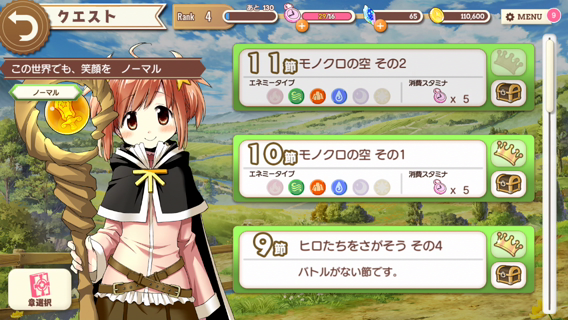 クエスト
Rank 4
あと 130
29/16
65
110,600
MENU
9
この世界でも、笑顔を ノーマル
ノーマル
章選択
11節 モノクロの空 その2
エネミータイプ
消費スタミナ
x 5
10節 モノクロの空 その1
エネミータイプ
消費スタミナ
x 5
9節 ヒロたちをさがそう その4
バトルがない節です。